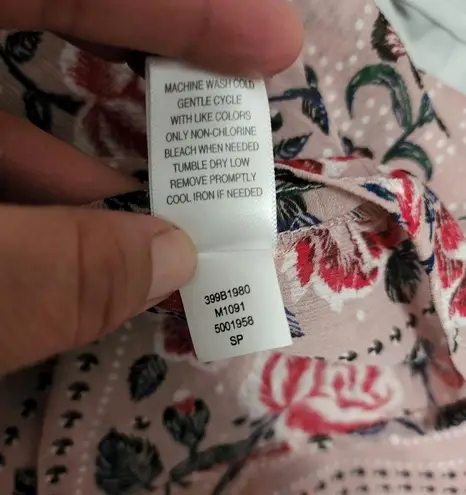 MACHINE WASH COLD
GENTLE CYCLE
WITH LIKE COLORS
ONLY NON-CHLORINE
BLEACH WHEN NEEDED
TUMBLE DRY LOW
REMOVE PROMPTLY
COOL IRON IF NEEDED
399B1980
M1091
5001958
SP